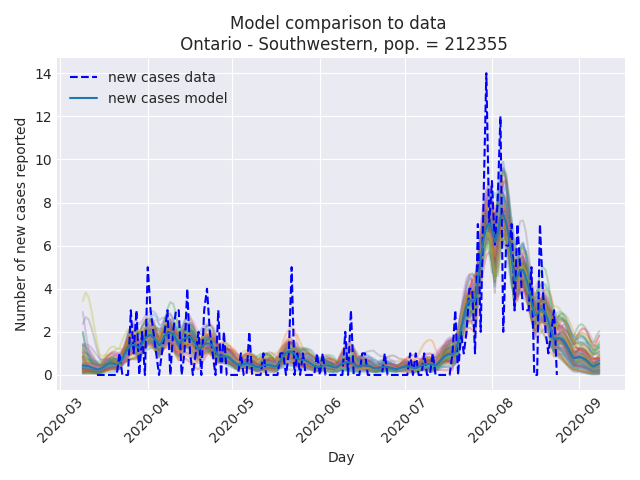 Model comparison to data
Ontario - Southwestern, pop. = 212355
new cases data
new cases model
Number of new cases reported
14
12
10
8
6
4
2
0
2020-03
2020-04
2020-05
2020-06
2020-07
2020-08
2020-09
Day